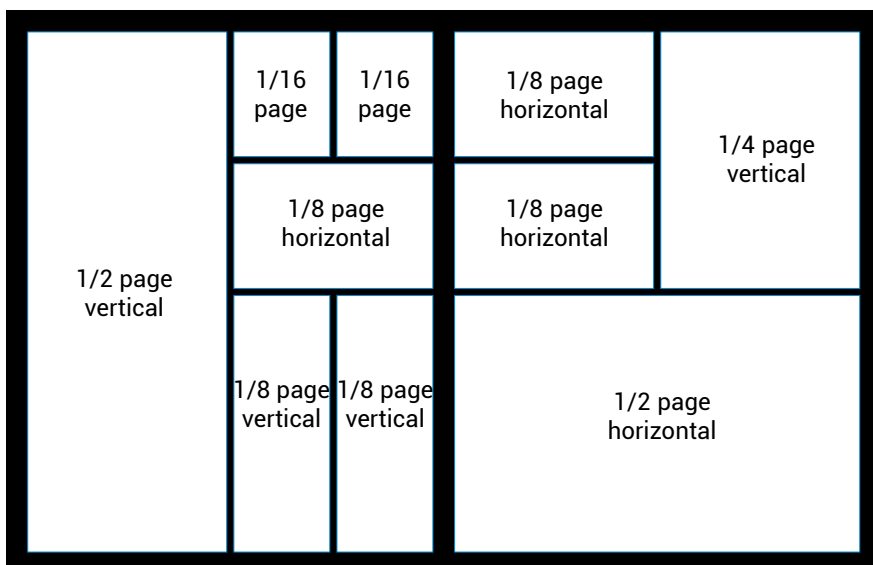 1/2 page
vertical
1/16
page
1/16
page
1/8 page
horizontal
1/8 page
vertical
1/8 page
vertical
1/8 page
horizontal
1/8 page
horizontal
1/4 page
vertical
1/2 page
horizontal